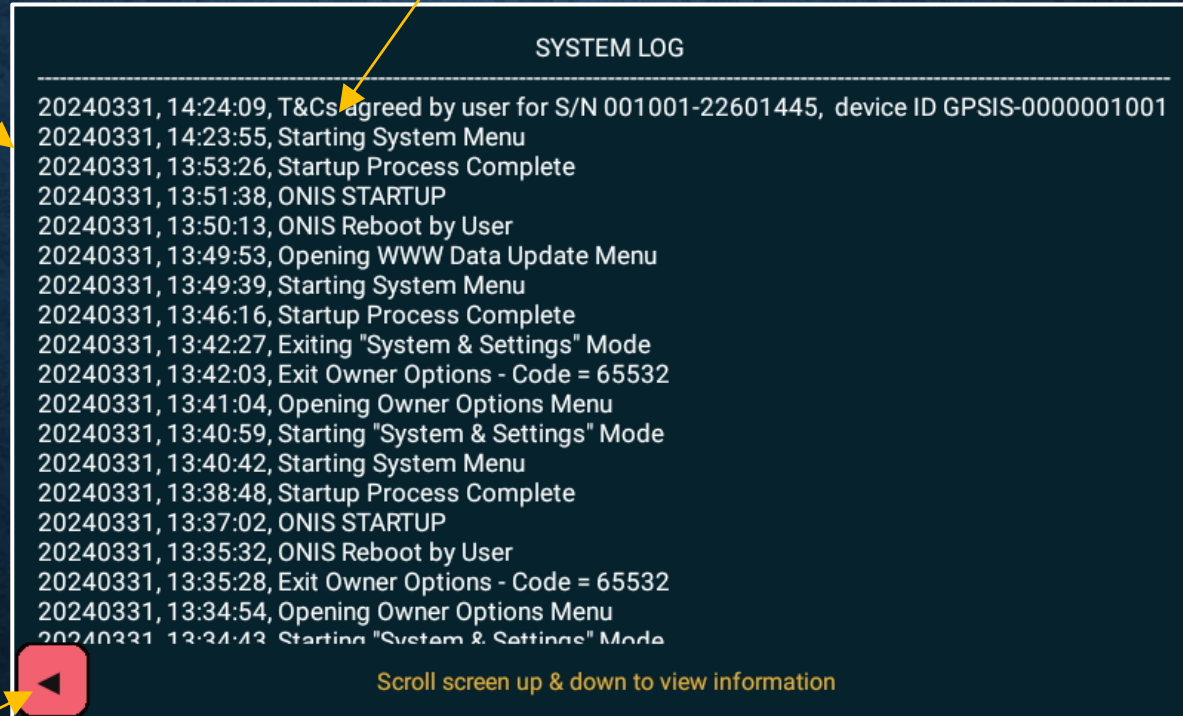 SYSTEM LOG
20240331, 14:24:09, T&Cs agreed by user for S/N 001001-22601445, device ID GPSIS-0000001001
20240331, 14:23:55, Starting System Menu
20240331, 13:53:26, Startup Process Complete
20240331, 13:51:38, ONIS STARTUP
20240331, 13:50:13, ONIS Reboot by User
20240331, 13:49:53, Opening WWW Data Update Menu
20240331, 13:49:39, Starting System Menu
20240331, 13:46:16, Startup Process Complete
20240331, 13:42:27, Exiting "System & Settings" Mode
20240331, 13:42:03, Exit Owner Options - Code = 65532
20240331, 13:41:04, Opening Owner Options Menu
20240331, 13:40:59, Starting "System & Settings" Mode
20240331, 13:40:42, Starting System Menu
20240331, 13:38:48, Startup Process Complete
20240331, 13:37:02, ONIS STARTUP
20240331, 13:35:32, ONIS Reboot by User
20240331, 13:35:28, Exit Owner Options - Code = 65532
20240331, 13:34:54, Opening Owner Options Menu
20240331, 13:34:43, Starting "System & Settings" Mode
Scroll screen up & down to view information